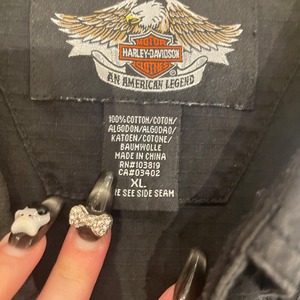 MOTOR
HARLEY-DAVIDSON
CLOTHES
AN AMERICAN LEGEND
100% COTTON/COTON/
ALGODON/ALGODAO/
KATOEN/COTONE/
BAUMWOLLE
MADE IN CHINA
RN#103819
CA#03402
XL
SEE SIDE SEAM